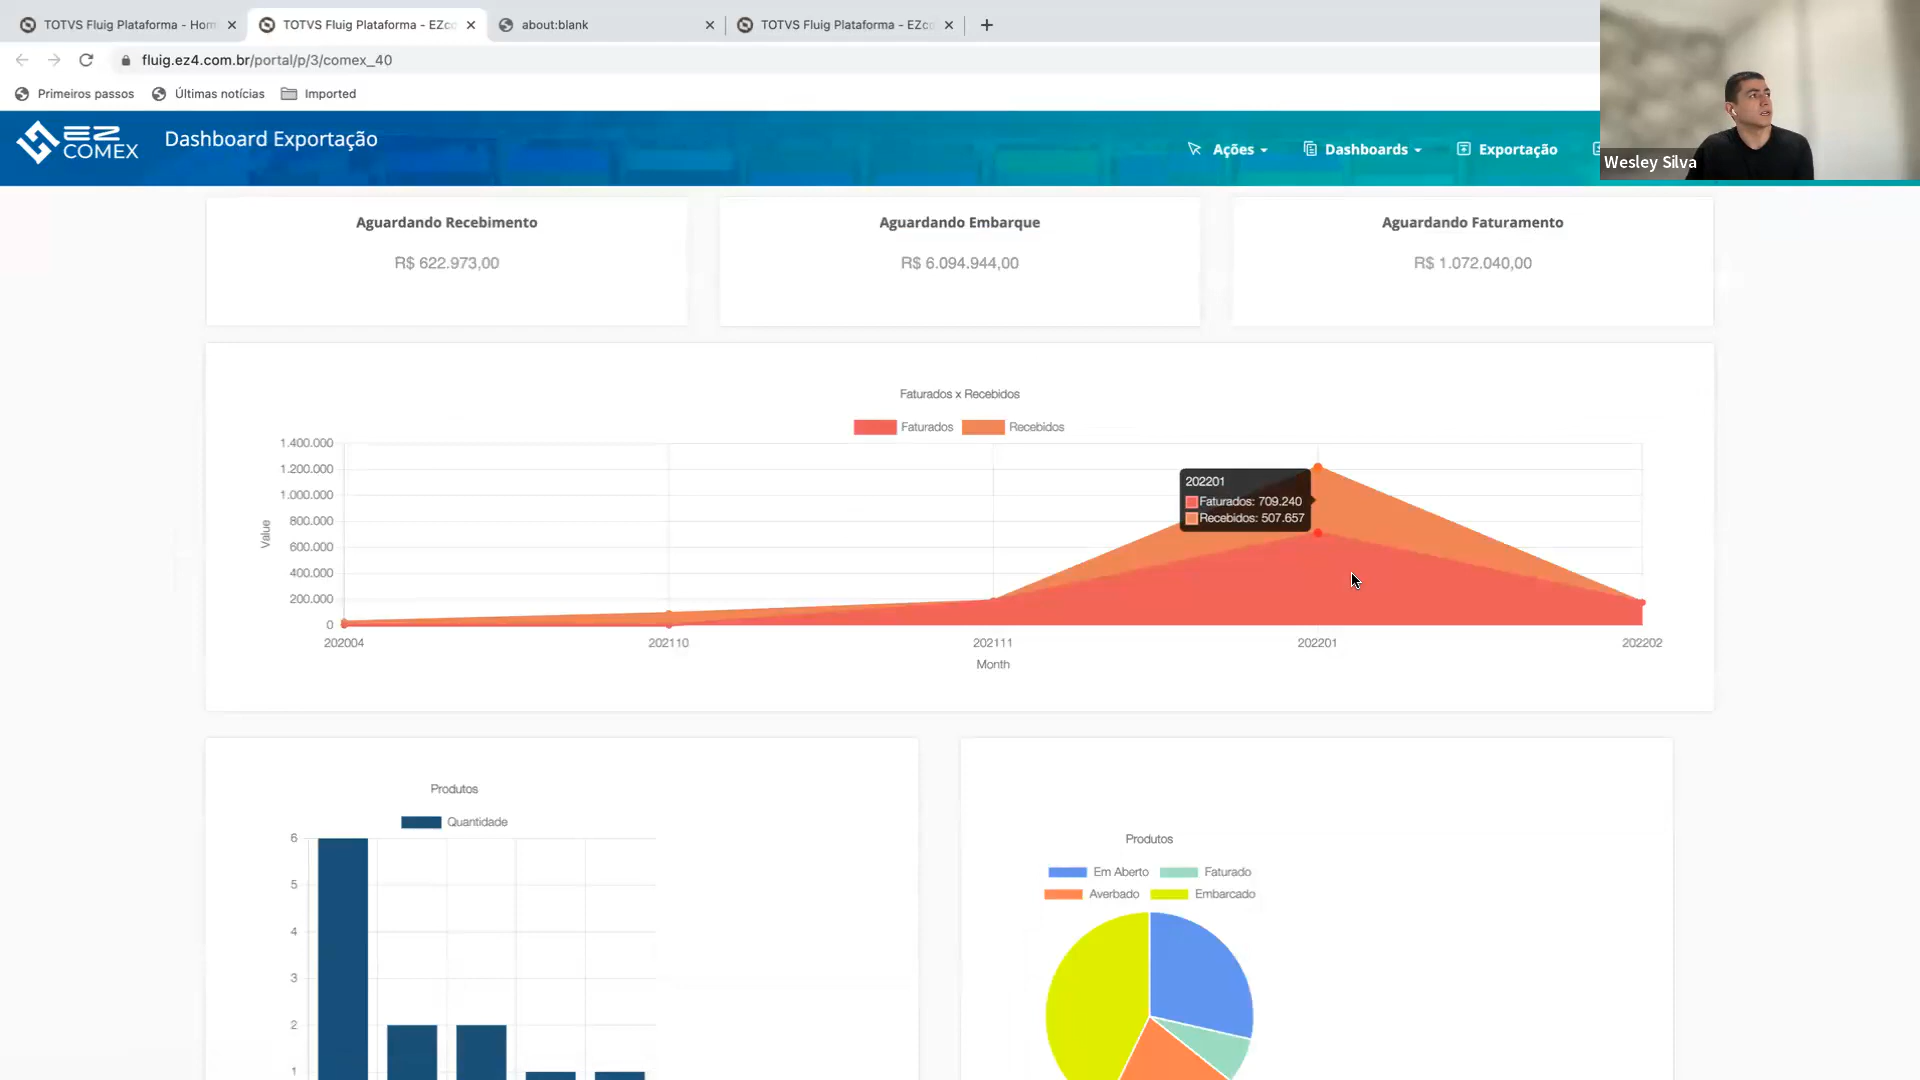 TOTVS Fluig Plataforma - Hom
TOTVS Fluig Plataforma - EZco
about:blank
TOTVS Fluig Plataforma - EZco
fluig.ez4.com.br/portal/p/3/comex_40
Primeiros passos
Últimas notícias
Imported
EZ COMEX
Dashboard Exportação
Ações
Dashboards
Exportação
Wesley Silva
Aguardando Recebimento
R$ 622.973,00
Aguardando Embarque
R$ 6.094.944,00
Aguardando Faturamento
R$ 1.072.040,00
Faturados x Recebidos
Faturados
Recebidos
1.400.000
1.200.000
1.000.000
800.000
600.000
400.000
200.000
0
Value
202201
Faturados: 709.240
Recebidos: 507.657
202004
202110
202111
202201
202202
Month
Produtos
Quantidade
6
5
4
3
2
1
Produtos
Em Aberto
Faturado
Averbado
Embarcado